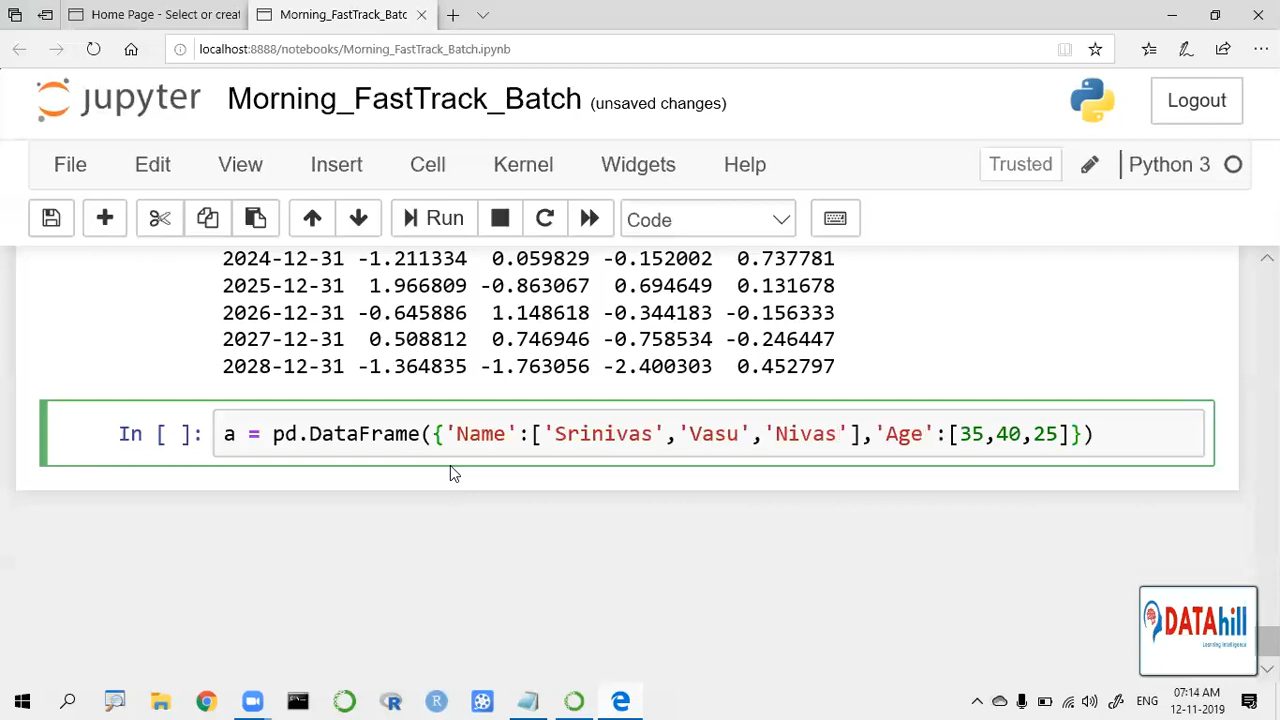 Home Page - Select or creat
Morning_FastTrack_Batc
localhost:8888/notebooks/Morning_FastTrack_Batch.ipynb
jupyter Morning_FastTrack_Batch (unsaved changes)
Logout
File Edit View Insert Cell Kernel Widgets Help
Trusted
Python 3
Run
Code
2024-12-31 -1.211334 0.059829 -0.152002 0.737781
2025-12-31 1.966809 -0.863067 0.694649 0.131678
2026-12-31 -0.645886 1.148618 -0.344183 -0.156333
2027-12-31 0.508812 0.746946 -0.758534 -0.246447
2028-12-31 -1.364835 -1.763056 -2.400303 0.452797
In [ ]: a = pd.DataFrame({'Name':['Srinivas','Vasu','Nivas'],'Age':[35,40,25]})
DATAhill
Learning Intelligence
R
R
ENG
07:14 AM
12-11-2019